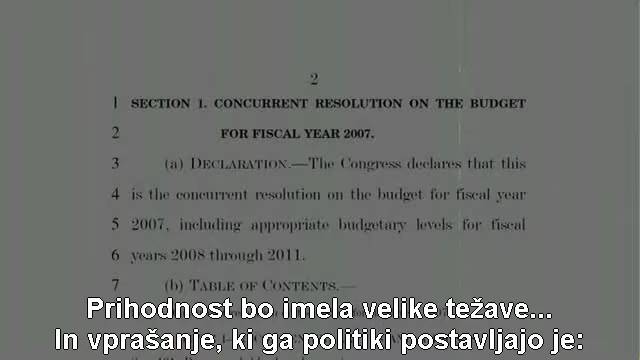 2
1 SECTION 1. CONCURRENT RESOLUTION ON THE BUDGET
2 FOR FISCAL YEAR 2007.
3 (a) DECLARATION.—The Congress declares that this
4 is the concurrent resolution on the budget for fiscal year
5 2007, including appropriate budgetary levels for fiscal
6 years 2008 through 2011.
7 (b) TABLE OF CONTENTS.—
Prihodnost bo imela velike težave...
In vprašanje, ki ga politiki postavljajo je: